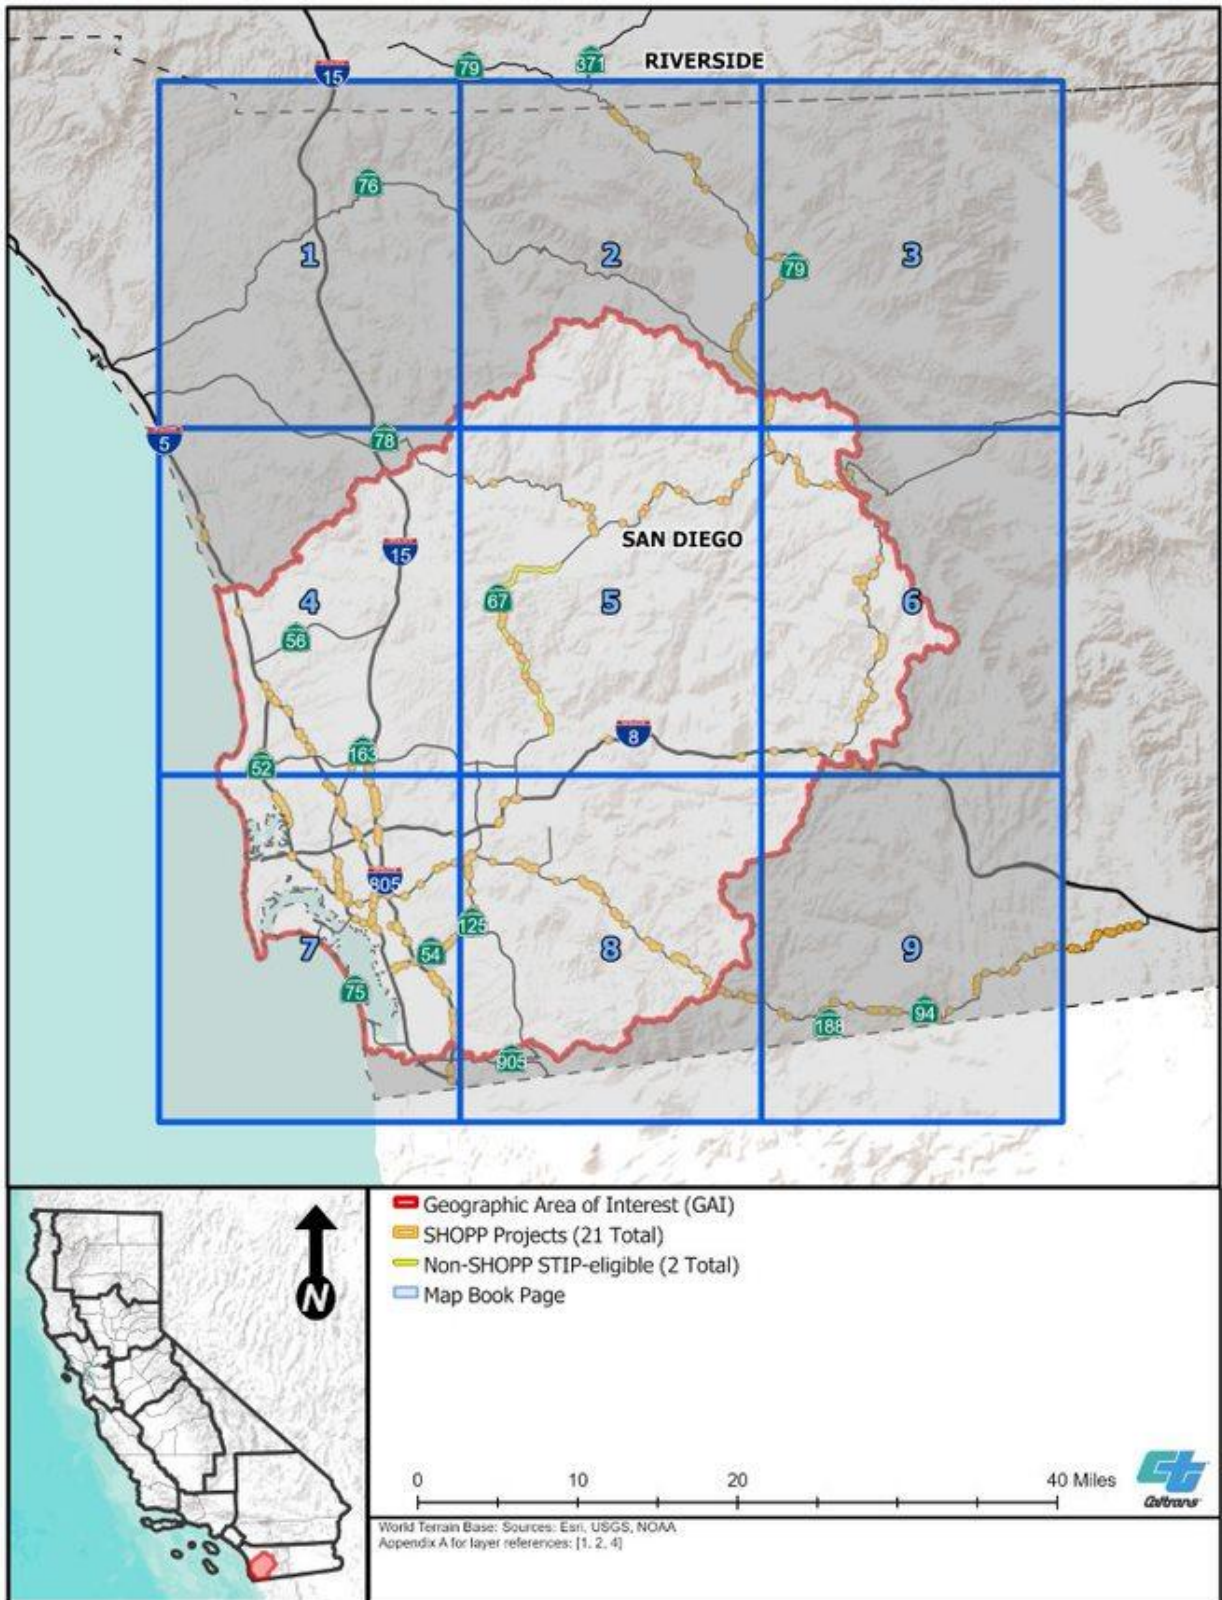 RIVERSIDE
15
79
371
76
1
2
3
79
5
78
SAN DIEGO
15
4
67
5
6
56
8
52
163
805
125
54
7
8
9
75
188
94
905
Geographic Area of Interest (GAI)
SHOPP Projects (21 Total)
Non-SHOPP STIP-eligible (2 Total)
Map Book Page
N
0 10 20 40 Miles
Caltrans
World Terrain Base: Sources: Esri, USGS, NOAA
Appendix A for layer references: [1, 2, 4]